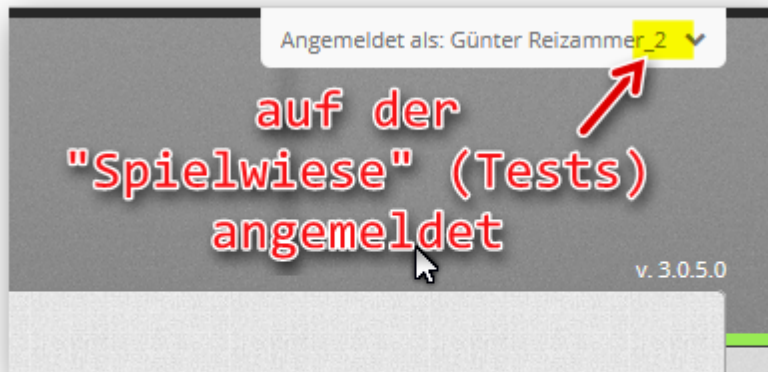 Angemeldet als: Günter Reizammer_2
auf der
"Spielwiese" (Tests)
angemeldet
v. 3.0.5.0